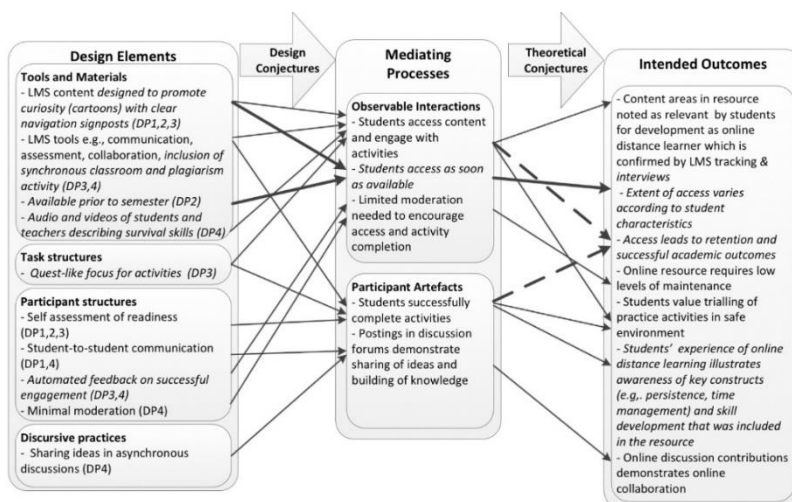 Design Elements
Tools and Materials
- LMS content designed to promote
curiosity (cartoons) with clear
navigation signposts (DP1,2,3)
- LMS tools e.g., communication,
assessment, collaboration, inclusion of
synchronous classroom and plagiarism
activity (DP3,4)
- Available prior to semester (DP2)
- Audio and videos of students and
teachers describing survival skills (DP4)
Task structures
- Quest-like focus for activities (DP3)
Participant structures
- Self assessment of readiness
(DP1,2,3)
- Student-to-student communication
(DP1,4)
- Automated feedback on successful
engagement (DP3,4)
- Minimal moderation (DP4)
Discursive practices
- Sharing ideas in asynchronous
discussions (DP4)
Design
Conjectures
Mediating
Processes
Observable Interactions
- Students access content
and engage with
activities
- Students access as soon
as available
- Limited moderation
needed to encourage
access and activity
completion
Participant Artefacts
- Students successfully
complete activities
- Postings in discussion
forums demonstrate
sharing of ideas and
building of knowledge
Theoretical
Conjectures
Intended Outcomes
- Content areas in resource
noted as relevant by students
for development as online
distance learner which is
confirmed by LMS tracking &
interviews
- Extent of access varies
according to student
characteristics
- Access leads to retention and
successful academic outcomes
- Online resource requires low
levels of maintenance
- Students value trialling of
practice activities in safe
environment
- Students' experience of online
distance learning illustrates
awareness of key constructs
(e.g,. persistence, time
management) and skill
development that was included
in the resource
- Online discussion contributions
demonstrates online
collaboration